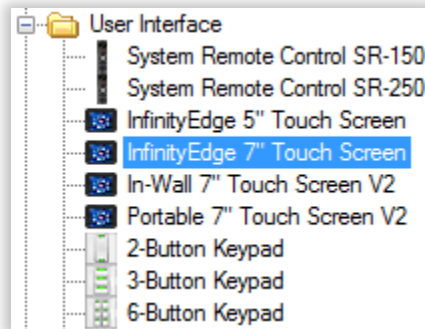 User Interface
System Remote Control SR-150
System Remote Control SR-250
InfinityEdge 5" Touch Screen
InfinityEdge 7" Touch Screen
In-Wall 7" Touch Screen V2
Portable 7" Touch Screen V2
2-Button Keypad
3-Button Keypad
6-Button Keypad